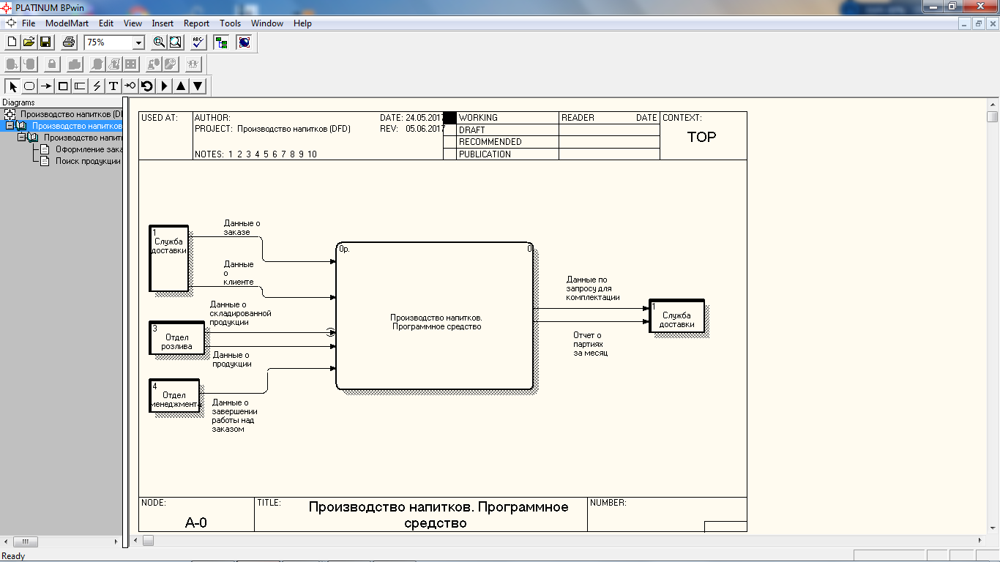 PLATINUM BPwin
File ModelMart Edit View Insert Report Tools Window Help
75%
ABC
T
Diagrams
Производство напитков (DF
Производство напитков
Производство напит
Оформление зака
Поиск продукции
USED AT:
AUTHOR:
DATE: 24.05.2017
PROJECT: Производство напитков (DFD)
REV: 05.06.2017
NOTES: 1 2 3 4 5 6 7 8 9 10
WORKING
DRAFT
RECOMMENDED
PUBLICATION
READER DATE
CONTEXT:
TOP
1
Служба
доставки
Данные о
заказе
Данные
о
клиенте
Данные о
складированной
продукции
3
Отдел
розлива
Данные о
продукции
4
Отдел
менеджмента
Данные о
завершении
работы над
заказом
0р. 0
Производство напитков.
Программное средство
Данные по
запросу для
комплектации
Отчет о
партиях
за месяц
1
Служба
доставки
NODE:
A-0
TITLE:
Производство напитков. Программное
средство
NUMBER:
Ready